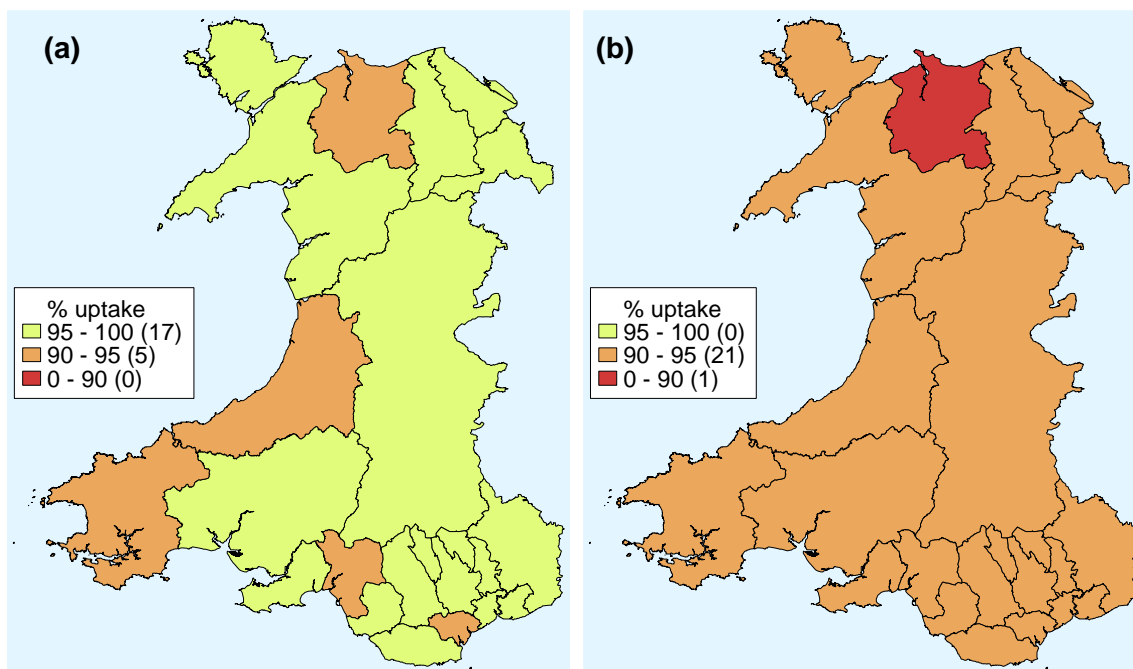 (a)
% uptake
95 - 100 (17)
90 - 95 (5)
0 - 90 (0)
(b)
% uptake
95 - 100 (0)
90 - 95 (21)
0 - 90 (1)